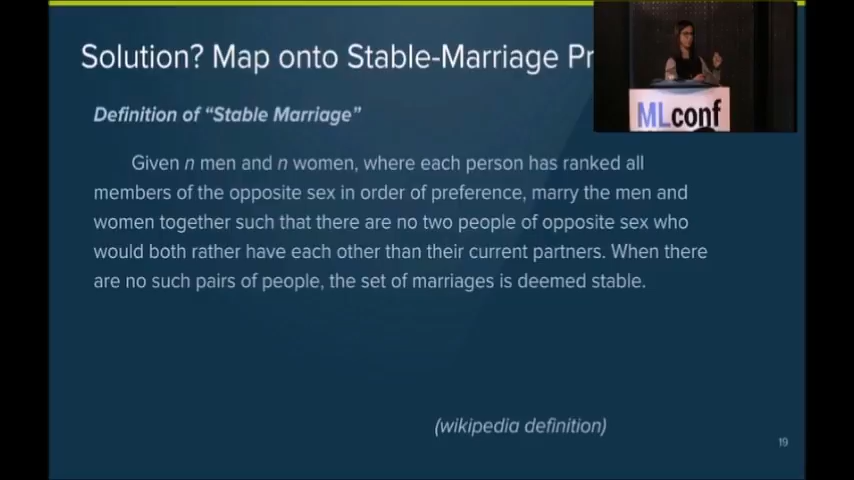 Solution? Map onto Stable-Marriage Pr
Definition of “Stable Marriage”
Given n men and n women, where each person has ranked all
members of the opposite sex in order of preference, marry the men and
women together such that there are no two people of opposite sex who
would both rather have each other than their current partners. When there
are no such pairs of people, the set of marriages is deemed stable.
(wikipedia definition)
19
MLconf